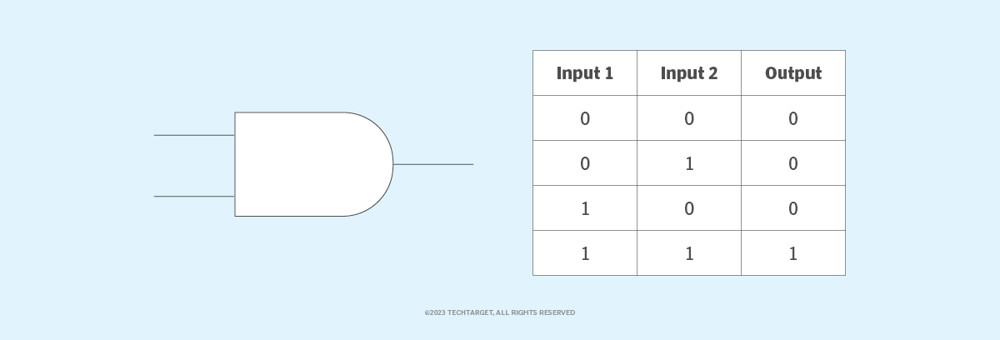 Input 1 Input 2 Output
0 0 0
0 1 0
1 0 0
1 1 1
©2023 TECHTARGET, ALL RIGHTS RESERVED